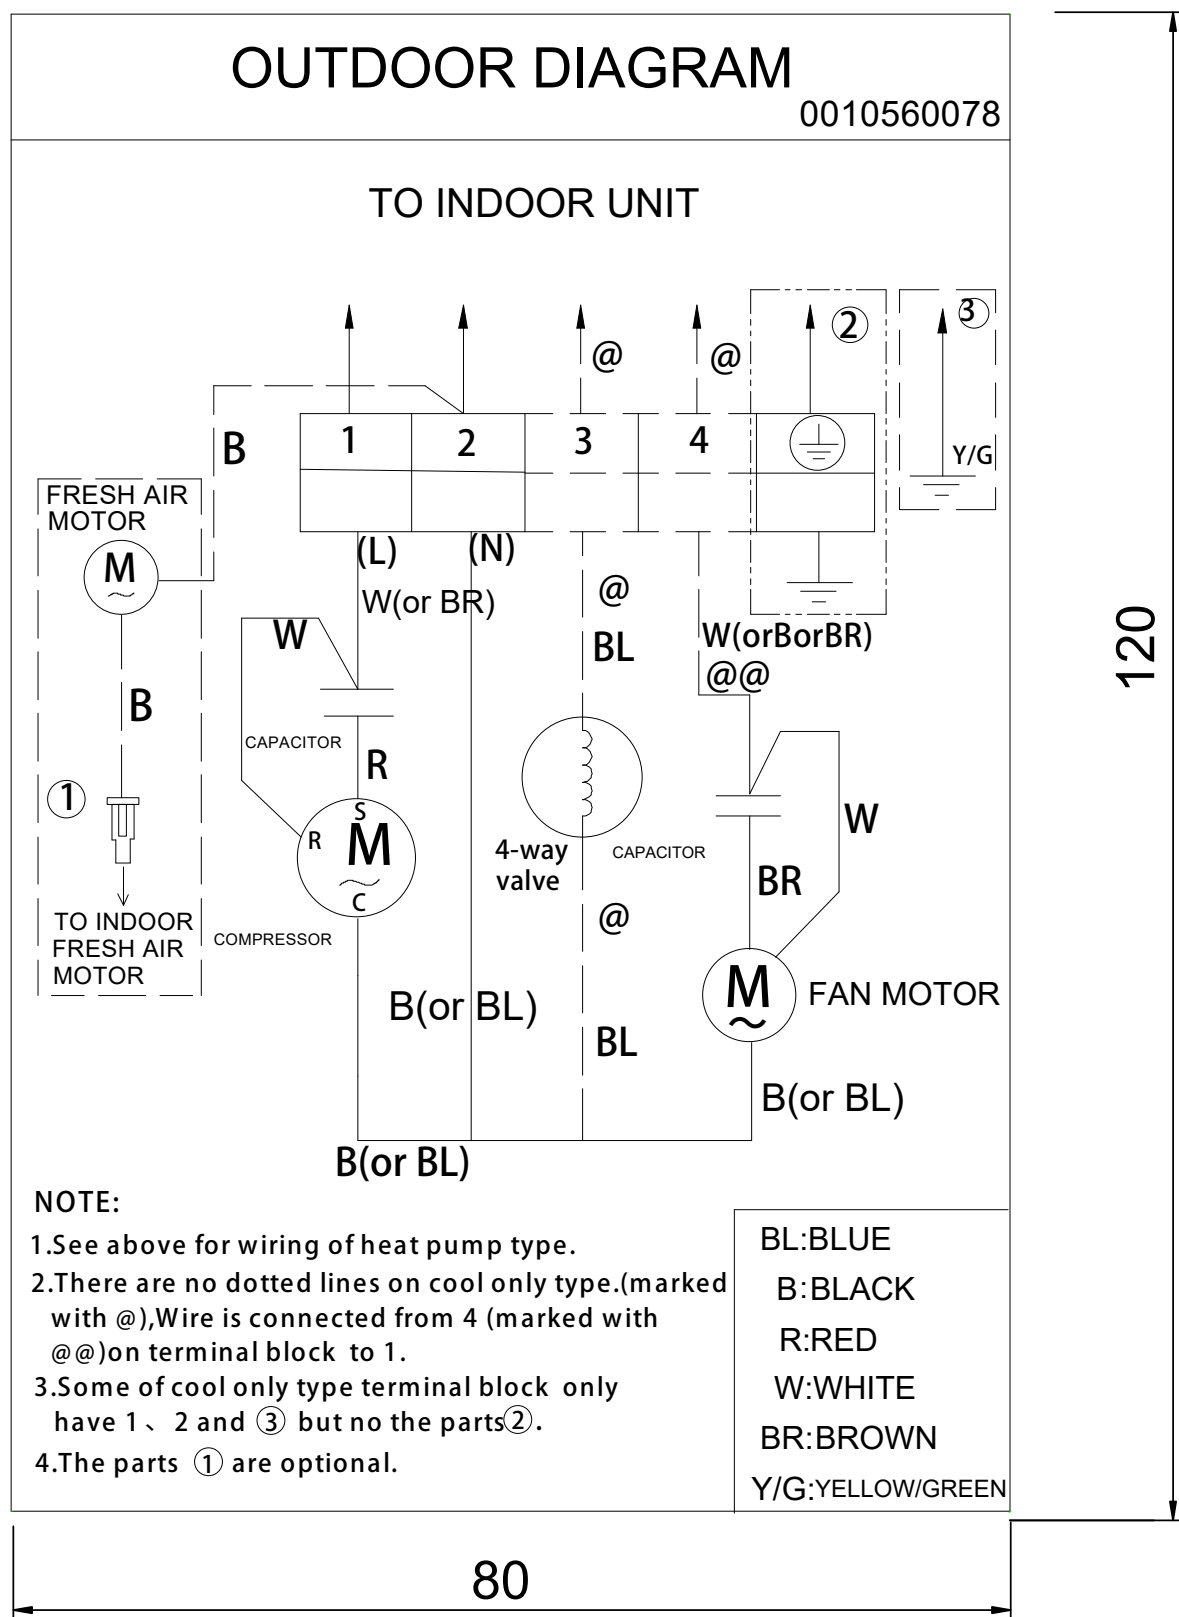 OUTDOOR DIAGRAM
0010560078
TO INDOOR UNIT
②
③
@
@
B
1
2
3
4
Y/G
FRESH AIR
MOTOR
M
(L)
(N)
W(or BR)
@
W
BL
W(orBorBR)
@@
B
CAPACITOR
R
①
S
R
M
C
4-way
valve
CAPACITOR
W
BR
@
TO INDOOR
FRESH AIR
MOTOR
COMPRESSOR
M
FAN MOTOR
B(or BL)
BL
B(or BL)
B(or BL)
NOTE:
1.See above for wiring of heat pump type.
2.There are no dotted lines on cool only type.(marked
with @),Wire is connected from 4 (marked with
@@)on terminal block to 1.
3.Some of cool only type terminal block only
have 1、2 and ③ but no the parts②.
4.The parts ① are optional.
BL:BLUE
B:BLACK
R:RED
W:WHITE
BR:BROWN
Y/G:YELLOW/GREEN
120
80